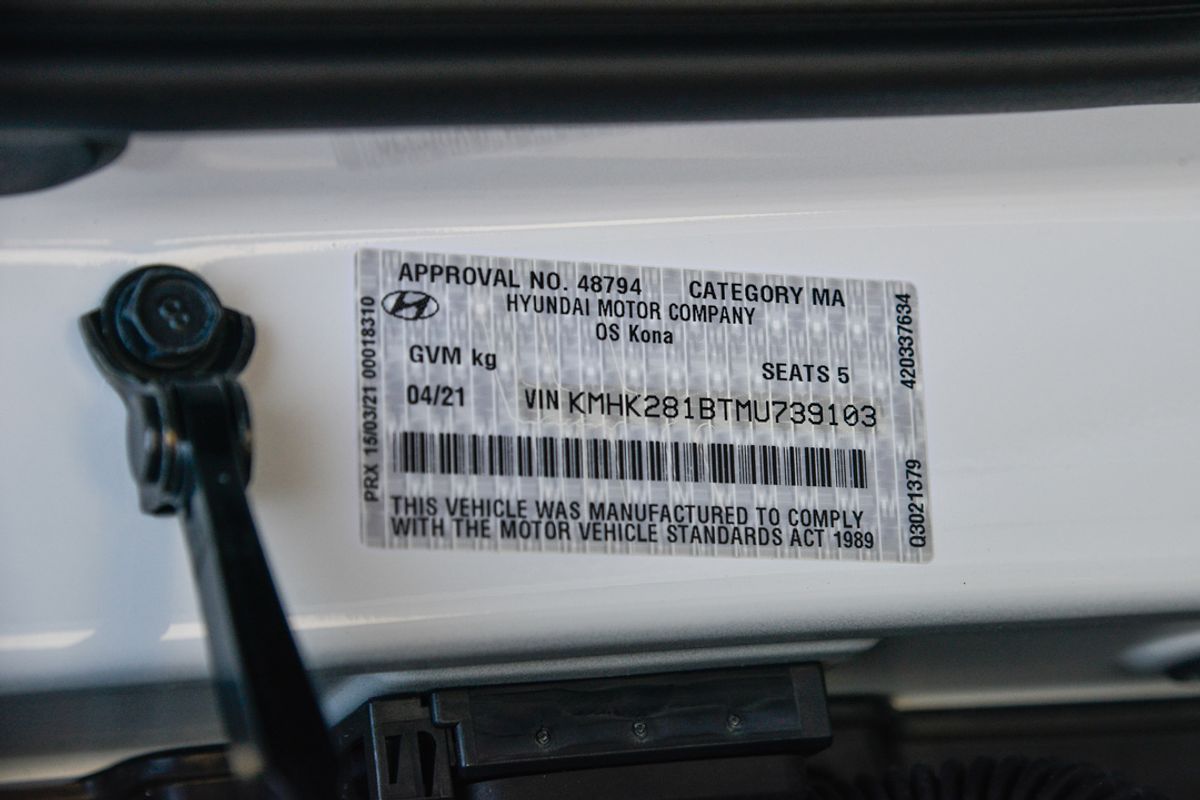 APPROVAL NO. 48794 CATEGORY MA
HYUNDAI MOTOR COMPANY
OS Kona
GVM kg SEATS 5
04/21 VIN KMHK281BTMU739103
THIS VEHICLE WAS MANUFACTURED TO COMPLY
WITH THE MOTOR VEHICLE STANDARDS ACT 1989
PRX 15/03/21 00018310
420337634
Q3021379
8